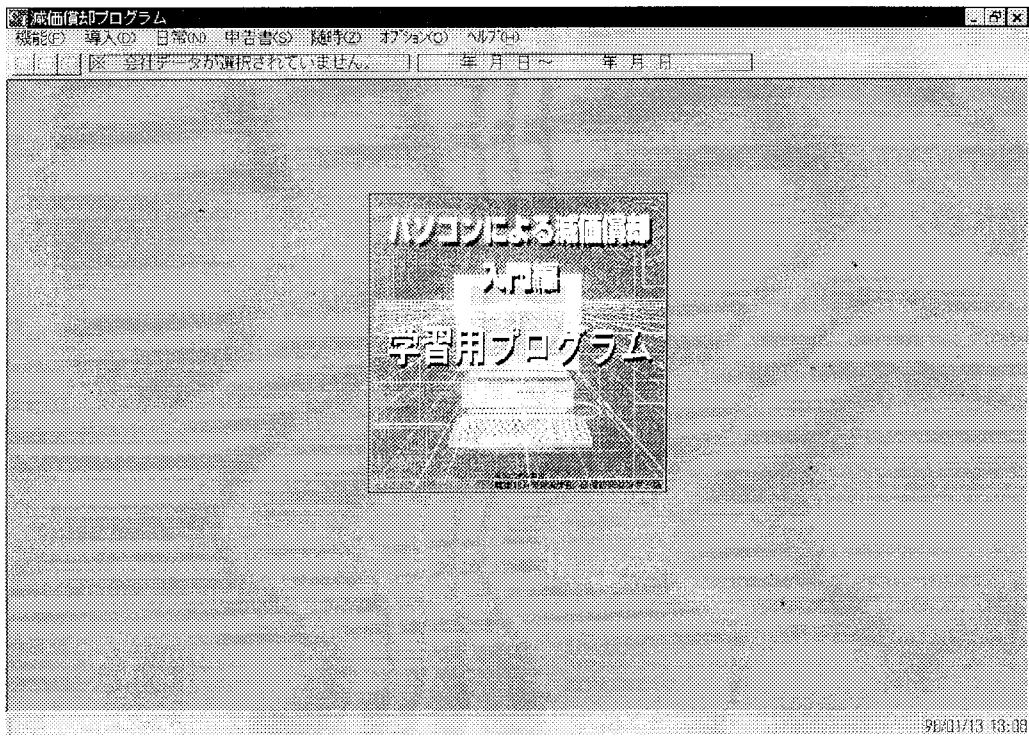 減価償却プログラム
機能(F) 導入(D) 日常(N) 申告書(S) 随時(Z) オプション(O) ヘルプ(H)
会社データが選択されていません。 年 月 日 ~ 年 月 日
パソコンによる減価償却
入門編
学習用プログラム
98/01/13 13:08